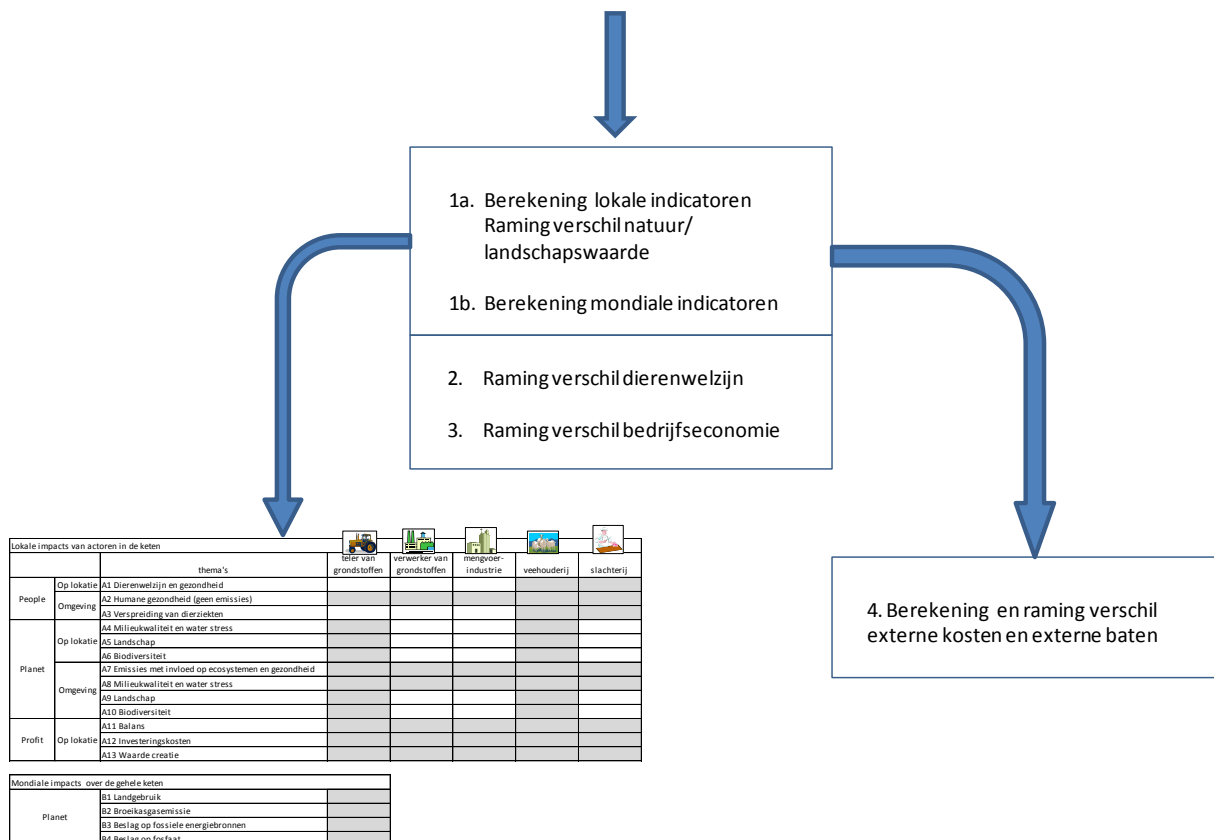 1a. Berekening lokale indicatoren
Raming verschil natuur/
landschapswaarde
1b. Berekening mondiale indicatoren
2. Raming verschil dierenwelzijn
3. Raming verschil bedrijfseconomie
4. Berekening en raming verschil
externe kosten en externe baten
Lokale impacts van actoren in de keten
thema's
teler van
grondstoffen
verwerker van
grondstoffen
mengvoer-
industrie
veehouderij
slachterij
People
Op lokatie
A1 Dierenwelzijn en gezondheid
Omgeving
A2 Humane gezondheid (geen emissies)
A3 Verspreiding van dierziekten
Planet
Op lokatie
A4 Milieukwaliteit en water stress
A5 Landschap
A6 Biodiversiteit
Omgeving
A7 Emissies met invloed op ecosystemen en gezondheid
A8 Milieukwaliteit en water stress
A9 Landschap
A10 Biodiversiteit
Profit
Op lokatie
A11 Balans
A12 Investeringskosten
A13 Waarde creatie
Mondiale impacts over de gehele keten
Planet
B1 Landgebruik
B2 Broeikasgasemissie
B3 Beslag op fossiele energiebronnen
B4 Beslag op fosfaat